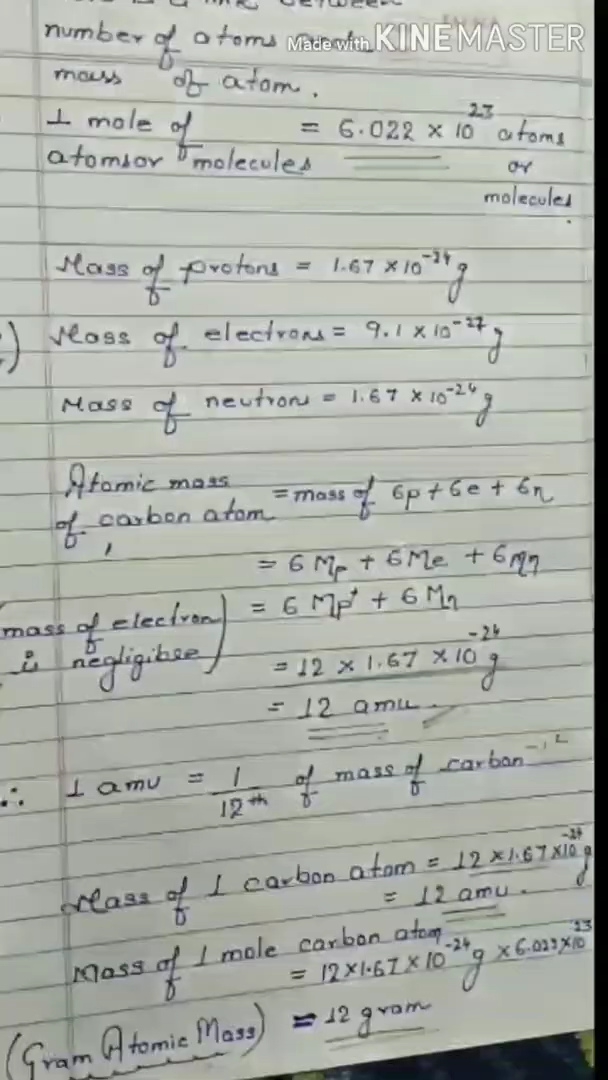 number of atoms
Made with KINEMASTER
mass of atom.
1 mole of = 6.022 × 10²³ atoms
atoms or molecules or
molecules.
Mass of protons = 1.67 × 10⁻²⁴ g
Mass of electrons = 9.1 × 10⁻²⁷ g
Mass of neutrons = 1.67 × 10⁻²⁴ g
Atomic mass
of carbon atom, = mass of 6p + 6e + 6n
= 6 Mp + 6Me + 6Mn
(mass of electron = 6 Mp + 6 Mn
is negligible)
= 12 × 1.67 × 10⁻²⁴ g
= 12 amu.
∴ 1 amu = 1/12th of mass of carbon-12
Mass of 1 carbon atom = 12 × 1.67 × 10⁻²⁴ g
= 12 amu.
Mass of 1 mole carbon atom
= 12 × 1.67 × 10⁻²⁴ g × 6.022 × 10²³
(Gram Atomic Mass) = 12 gram